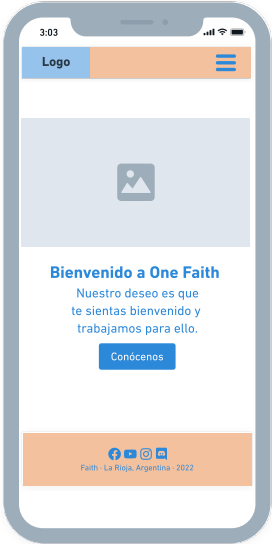 3:03
Logo
Bienvenido a One Faith
Nuestro deseo es que
te sientas bienvenido y
trabajamos para ello.
Conócenos
Faith · La Rioja, Argentina · 2022